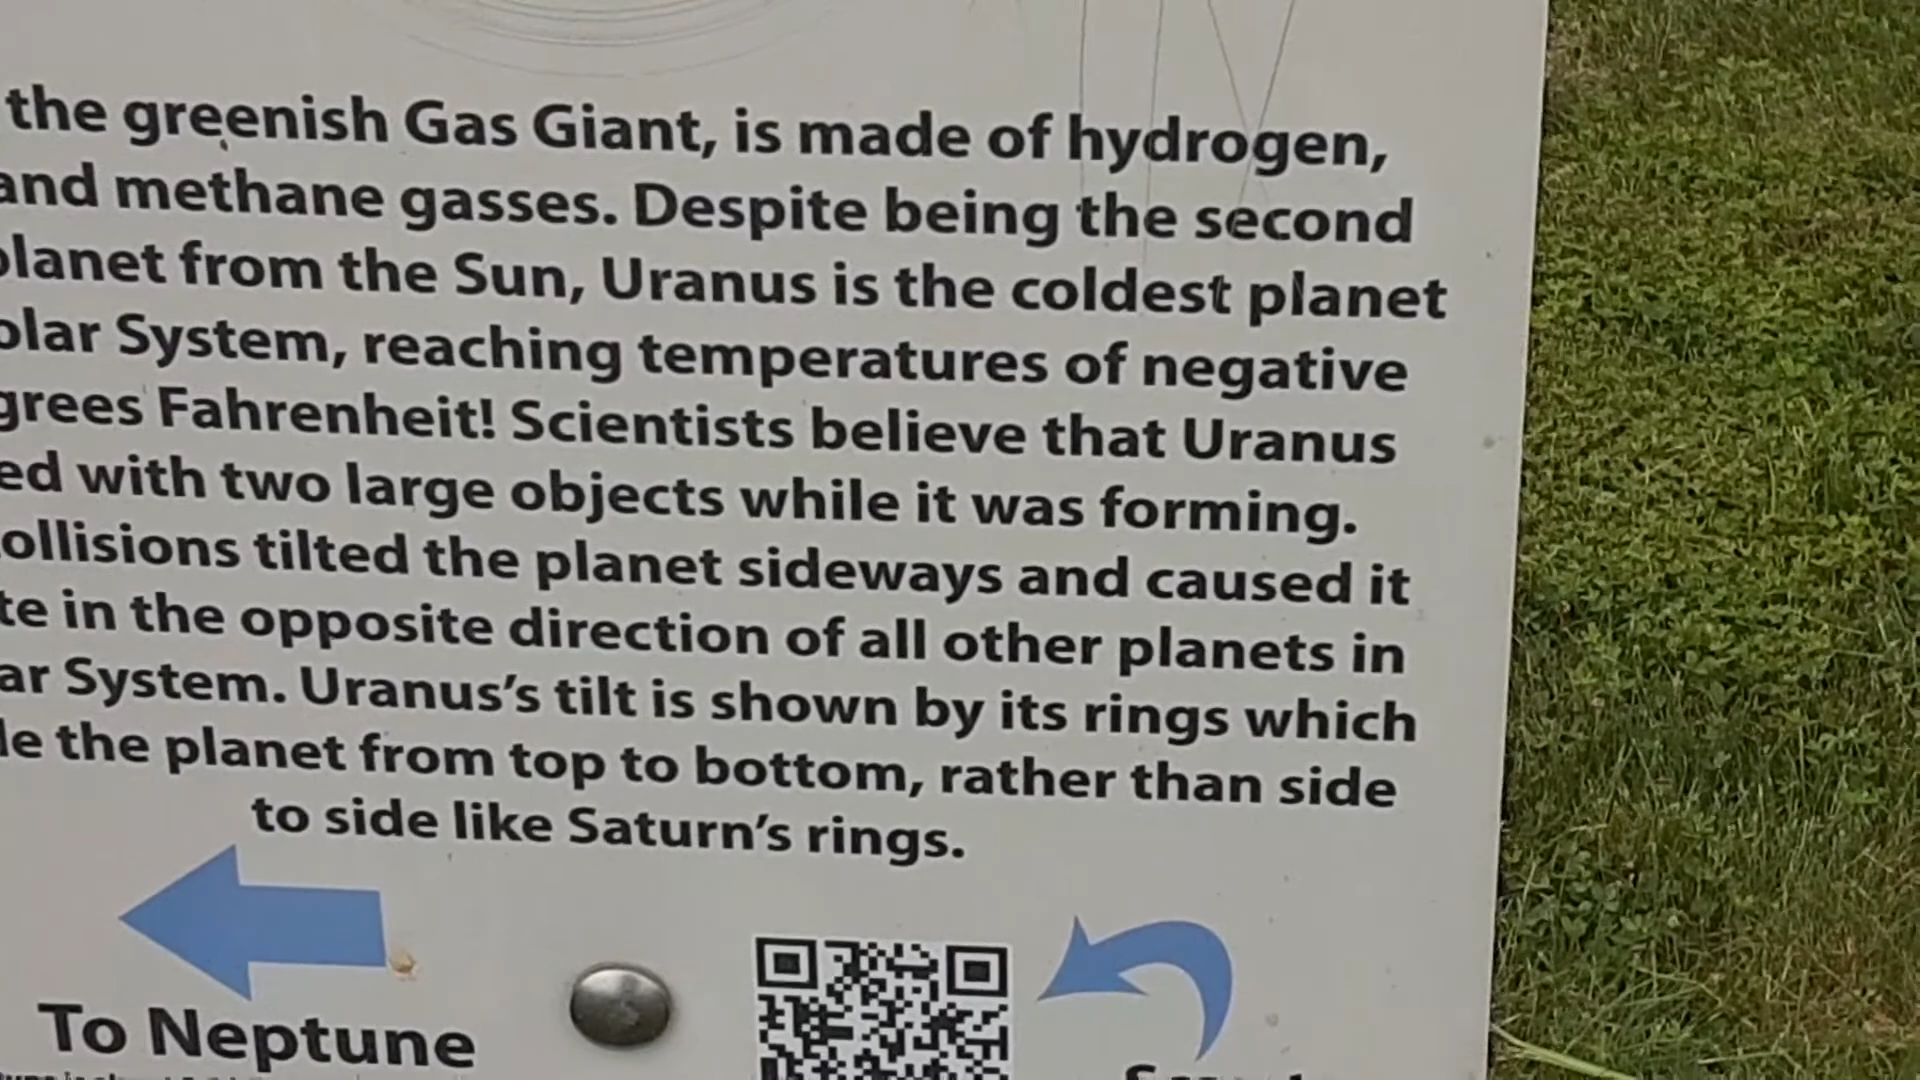 the greenish Gas Giant, is made of hydrogen,
and methane gasses. Despite being the second
planet from the Sun, Uranus is the coldest planet
olar System, reaching temperatures of negative
grees Fahrenheit! Scientists believe that Uranus
ed with two large objects while it was forming.
ollisions tilted the planet sideways and caused it
te in the opposite direction of all other planets in
ar System. Uranus's tilt is shown by its rings which
le the planet from top to bottom, rather than side
to side like Saturn's rings.
To Neptune